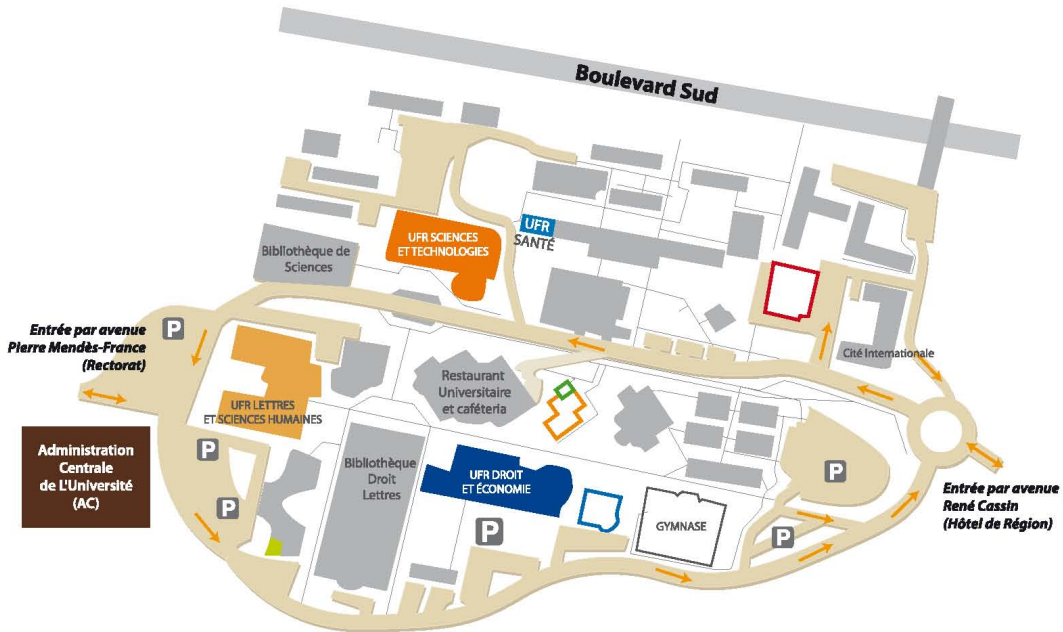 Boulevard Sud
UFR
SANTÉ
UFR SCIENCES
ET TECHNOLOGIES
Bibliothèque de
Sciences
P
Entrée par avenue
Pierre Mendès-France
(Rectorat)
Cité Internationale
Restaurant
Universitaire
et caféteria
UFR LETTRES
ET SCIENCES HUMAINES
Administration
Centrale
de L'Université
(AC)
P
P
Bibliothèque
Droit
Lettres
UFR DROIT
ET ÉCONOMIE
P
GYMNASE
P
P
Entrée par avenue
René Cassin
(Hôtel de Région)